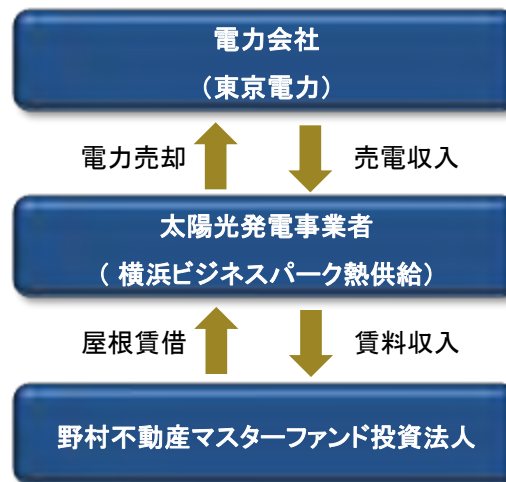 電力会社
（東京電力）
電力売却
売電収入
太陽光発電事業者
（ 横浜ビジネスパーク熱供給）
屋根賃借
賃料収入
野村不動産マスターファンド投資法人